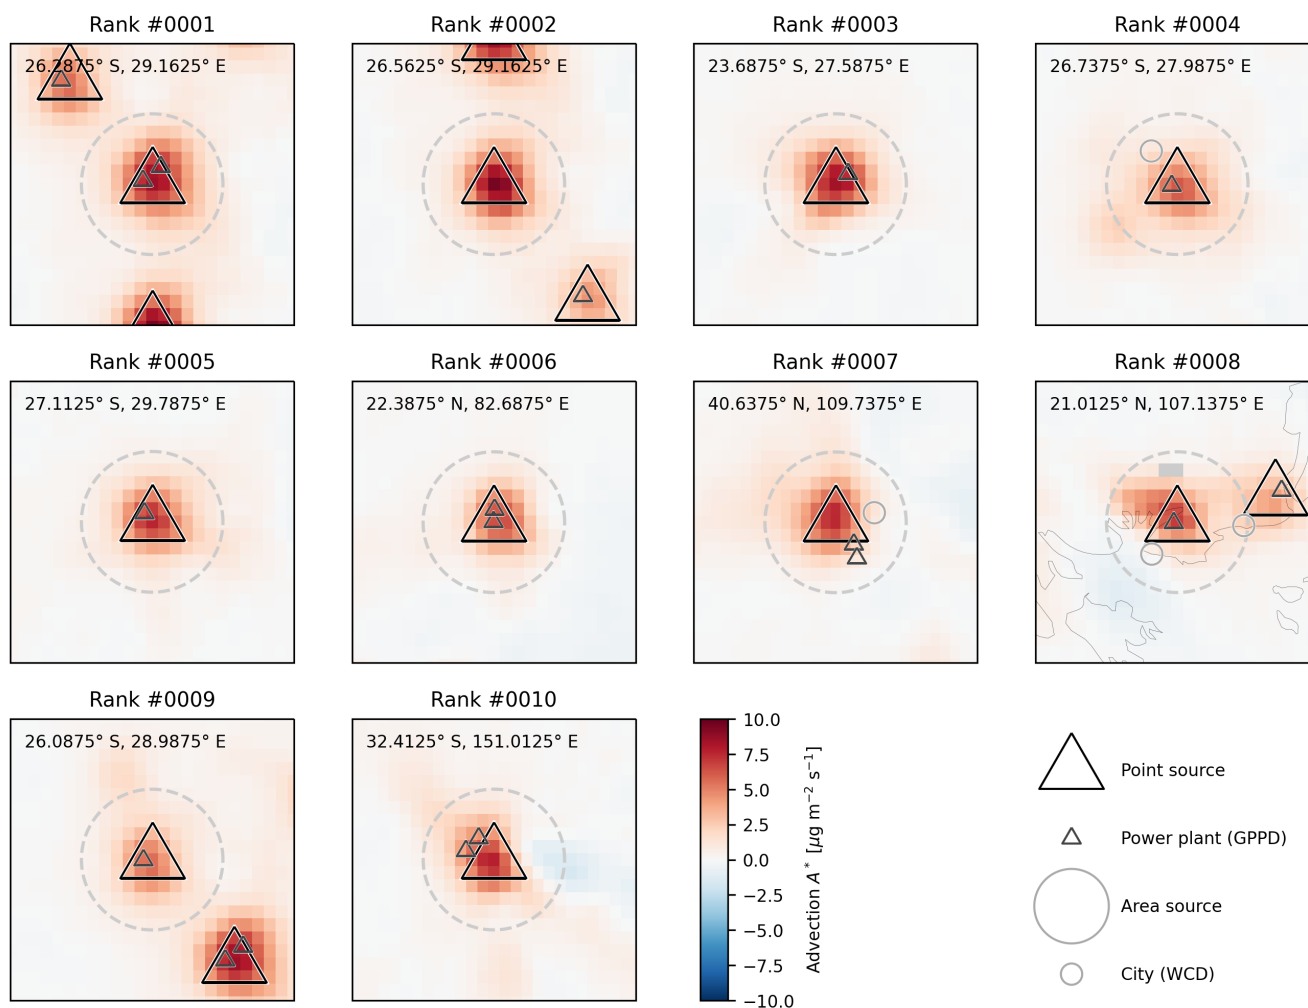 Rank #0001
Rank #0002
Rank #0003
Rank #0004
26.2875° S, 29.1625° E
26.5625° S, 29.1625° E
23.6875° S, 27.5875° E
26.7375° S, 27.9875° E
Rank #0005
Rank #0006
Rank #0007
Rank #0008
27.1125° S, 29.7875° E
22.3875° N, 82.6875° E
40.6375° N, 109.7375° E
21.0125° N, 107.1375° E
Rank #0009
Rank #0010
26.0875° S, 28.9875° E
32.4125° S, 151.0125° E
10.0
7.5
5.0
2.5
0.0
−2.5
−5.0
−7.5
−10.0
Advection A* [μg m⁻² s⁻¹]
Point source
Power plant (GPPD)
Area source
City (WCD)